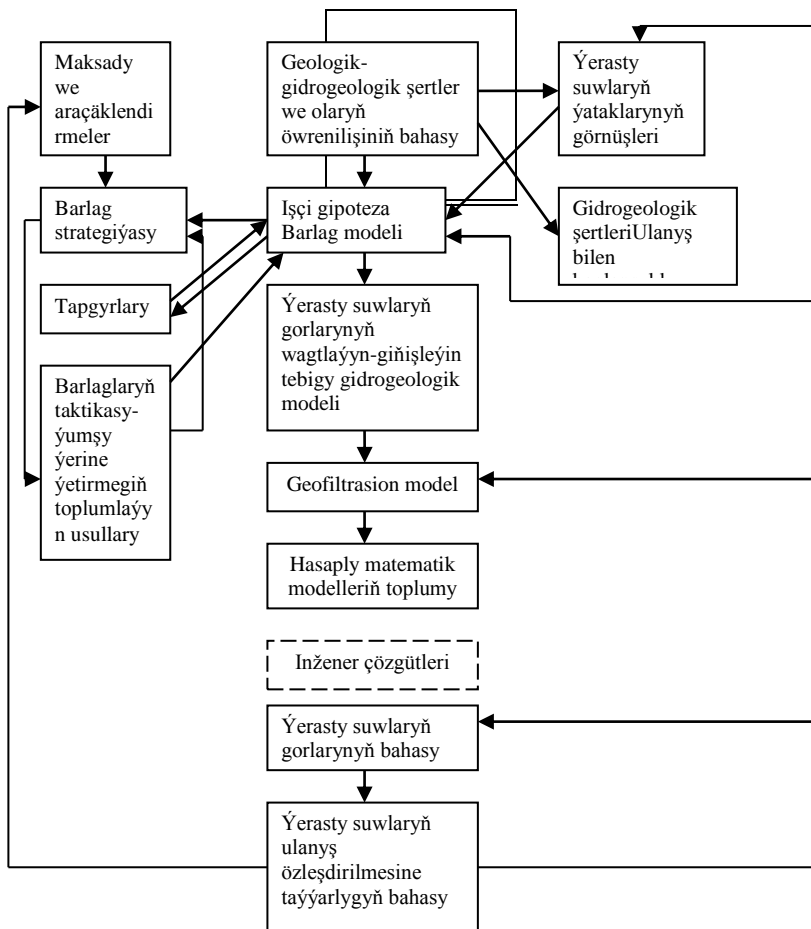 Maksady
we
araçäklendi
rmeler
Geologik-
gidrogeologik şertler
we olaryň
öwrenilişiniň bahasy
Ýerasty
suwlaryň
ýataklarynyň
görnüşleri
Barlag
strategiýasy
Işçi gipoteza
Barlag modeli
Gidrogeologik
şertleriUlanyş
bilen
Tapgyrlary
Ýerasty suwlaryň
gorlarynyň
wagtlaýyn-giňişleýin
tebigy gidrogeologik
modeli
Barlaglaryň
taktikasy-
ýumşy
ýerine
ýetirmegiň
toplumlaýy
n usullary
Geofiltrasion model
Hasaply matematik
modelleriň toplumy
Inžener çözgütleri
Ýerasty suwlaryň
gorlarynyň bahasy
Ýerasty suwlaryň
ulanyş
özleşdirilmesine
taýýarlygyň bahasy